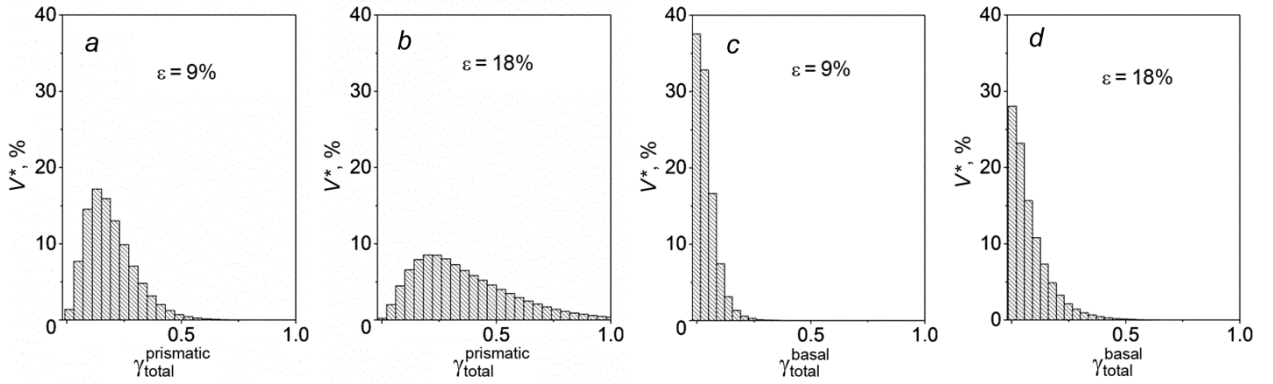 40
30
20
10
0
V*, %
a
ε = 9%
0.5
1.0
γ_total^prismatic
40
30
20
10
0
V*, %
b
ε = 18%
0.5
1.0
γ_total^prismatic
40
30
20
10
0
V*, %
c
ε = 9%
0.5
1.0
γ_total^basal
40
30
20
10
0
V*, %
d
ε = 18%
0.5
1.0
γ_total^basal